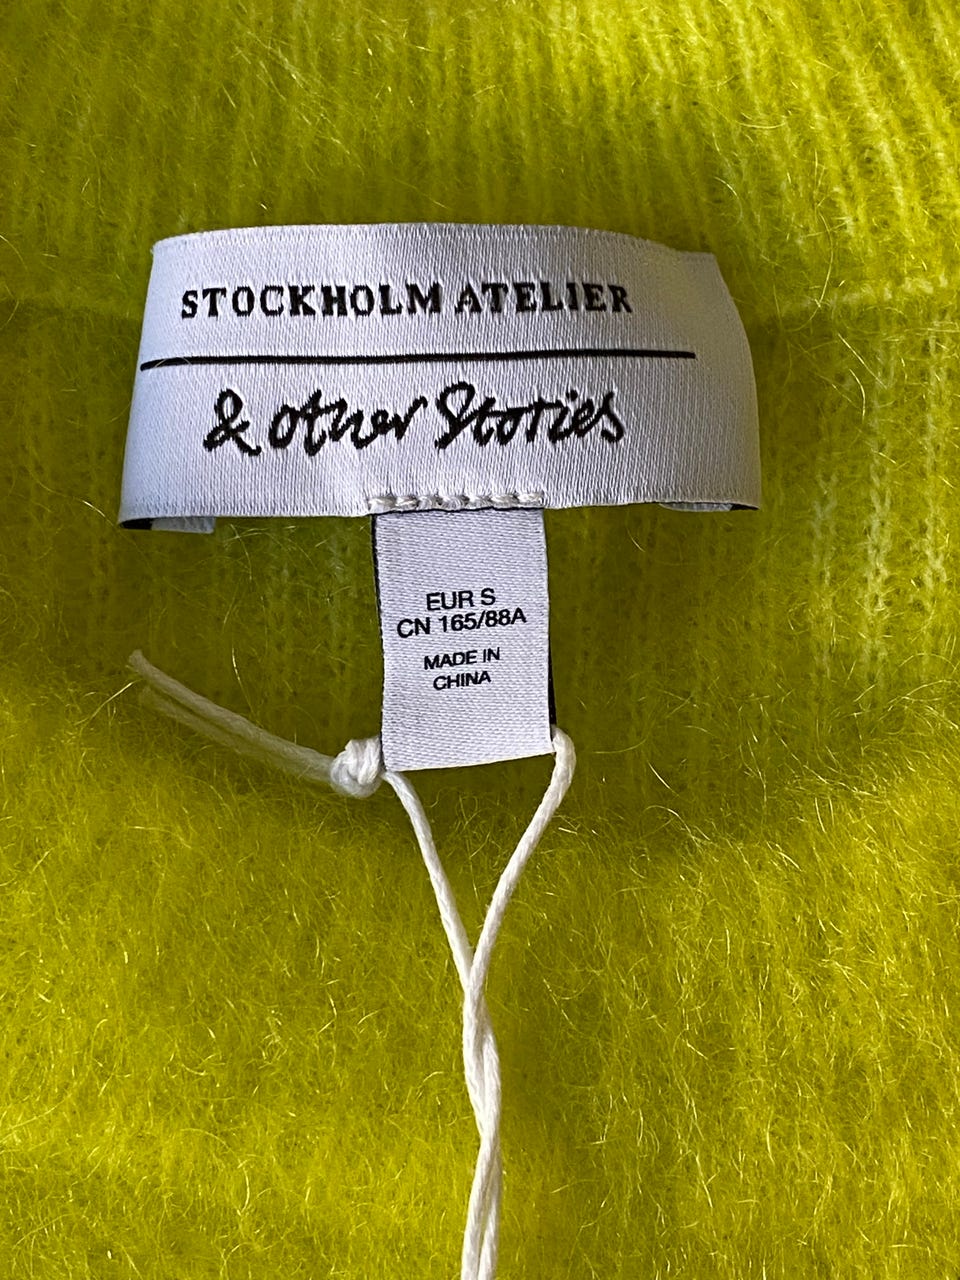 STOCKHOLM ATELIER
& other Stories
EUR S
CN 165/88A
MADE IN
CHINA